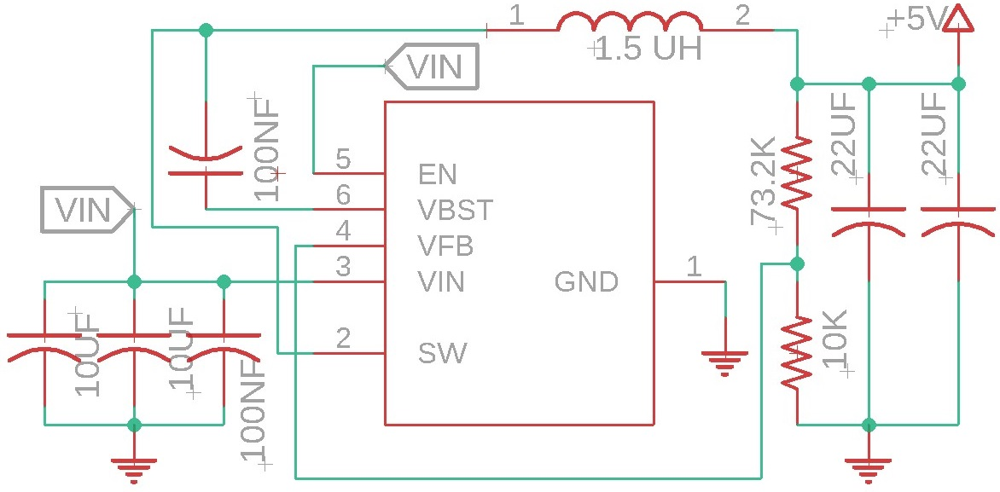 1
2
1.5 UH
+5V
VIN
100NF
73.2K
22UF
22UF
5
EN
6
VBST
VIN
4
VFB
3
VIN
GND
1
10UF
10UF
100NF
2
SW
10K